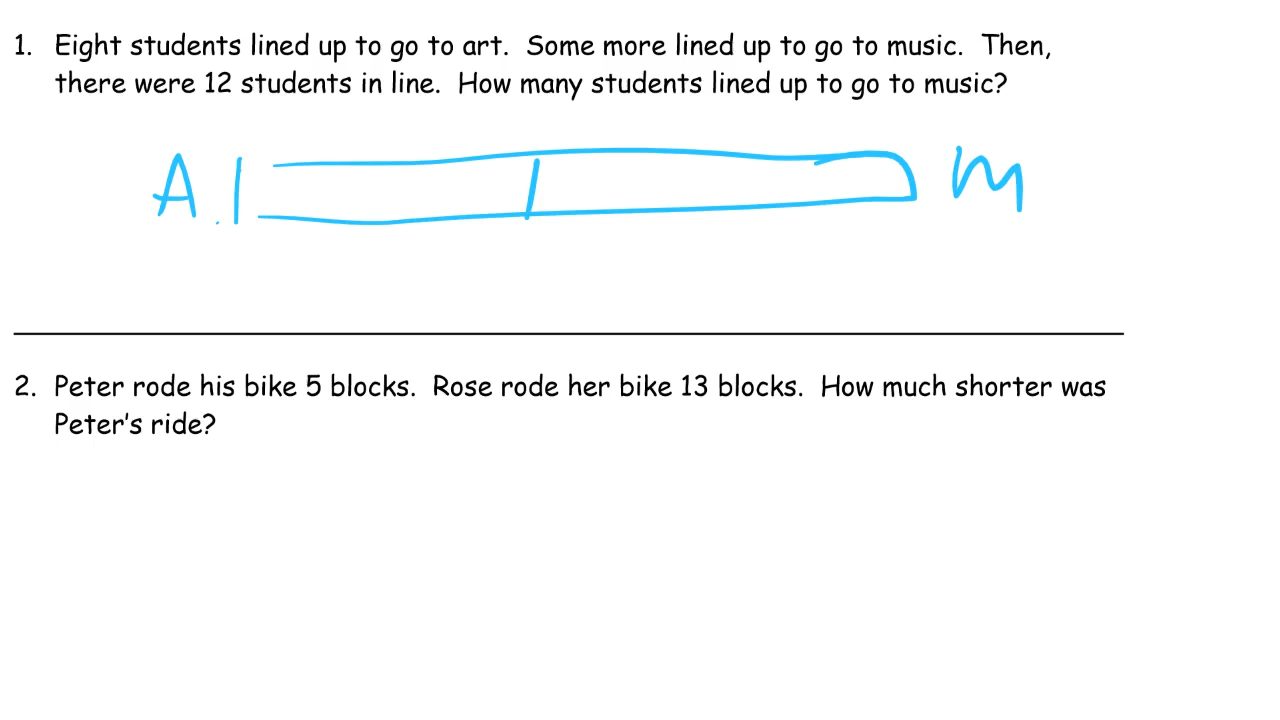 1. Eight students lined up to go to art. Some more lined up to go to music. Then,
there were 12 students in line. How many students lined up to go to music?
A. M
2. Peter rode his bike 5 blocks. Rose rode her bike 13 blocks. How much shorter was
Peter's ride?